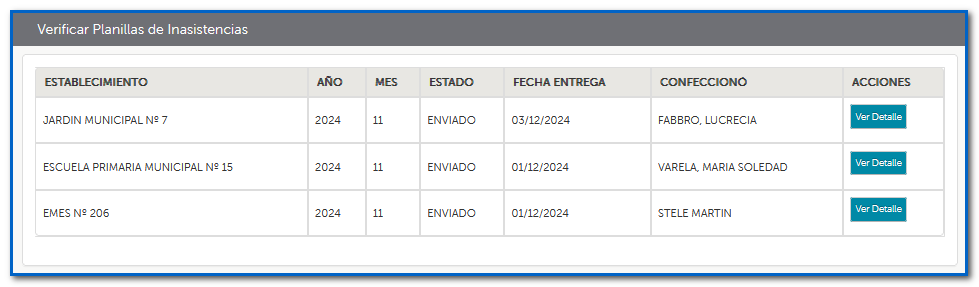 Verificar Planillas de Inasistencias
ESTABLECIMIENTO AÑO MES ESTADO FECHA ENTREGA CONFECCIONÓ ACCIONES
JARDIN MUNICIPAL Nº 7 2024 11 ENVIADO 03/12/2024 FABBRO, LUCRECIA Ver Detalle
ESCUELA PRIMARIA MUNICIPAL Nº 15 2024 11 ENVIADO 01/12/2024 VARELA, MARIA SOLEDAD Ver Detalle
EMES Nº 206 2024 11 ENVIADO 01/12/2024 STELE MARTIN Ver Detalle